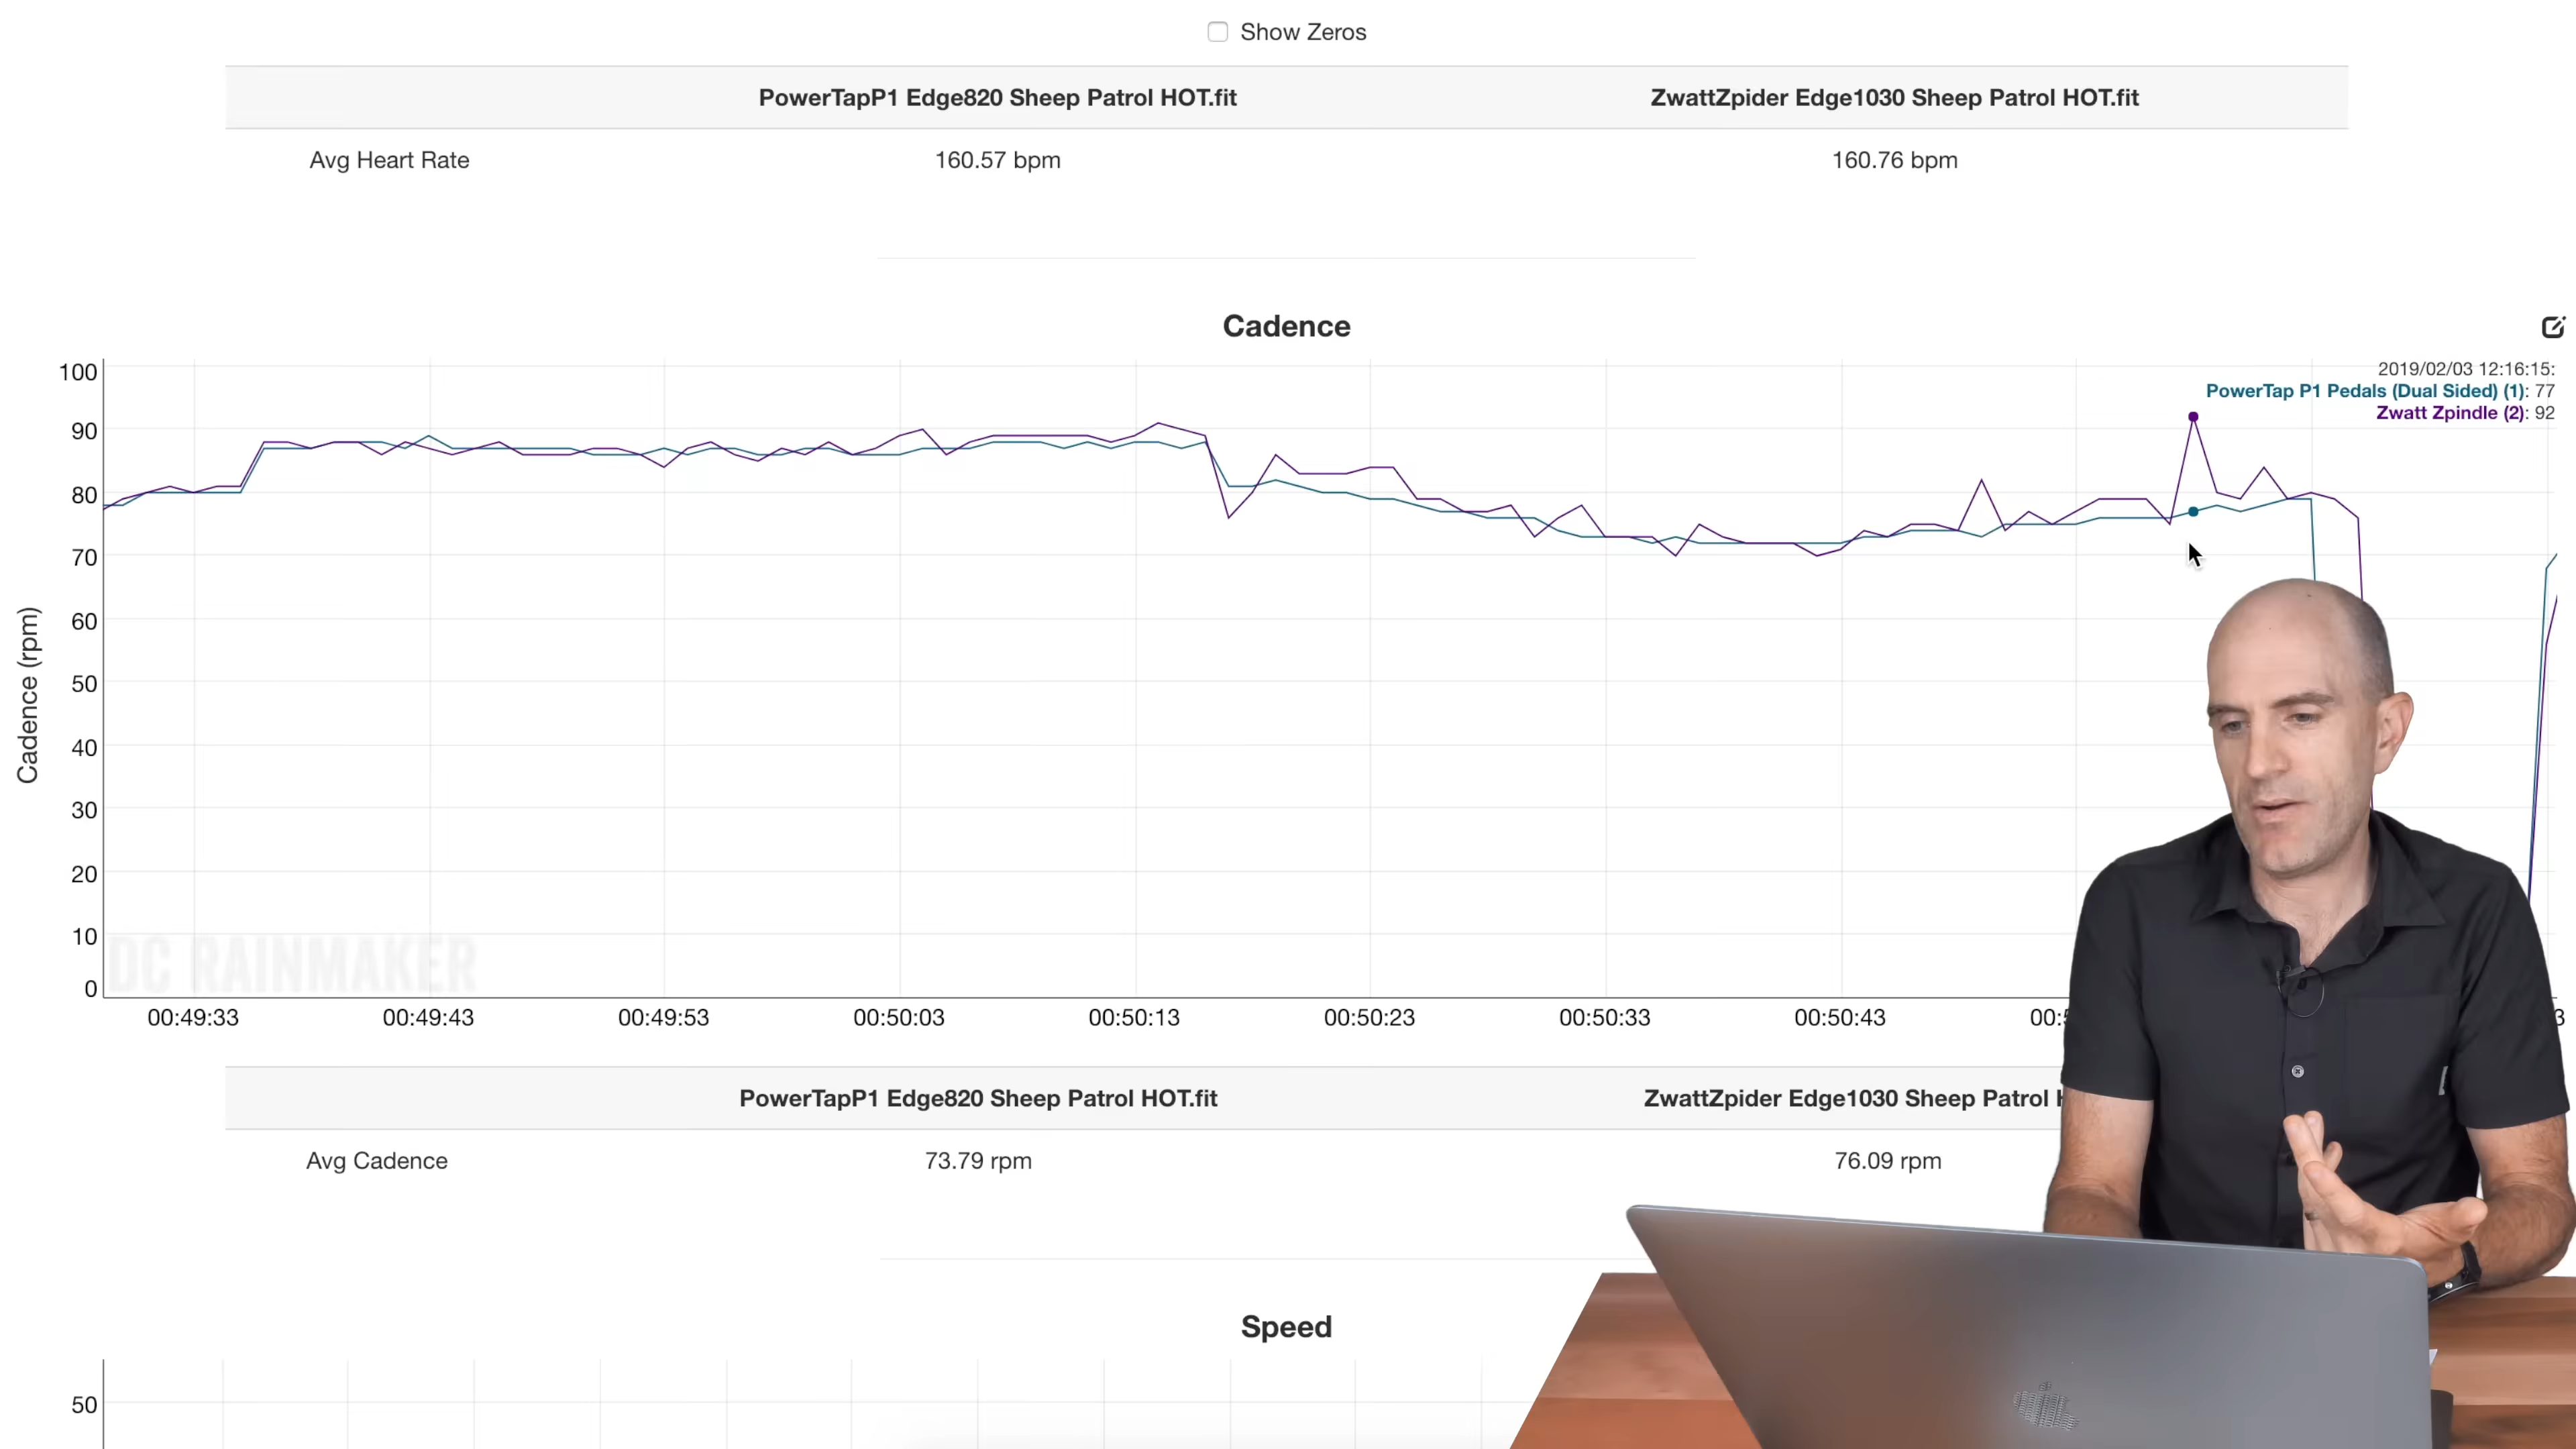 Show Zeros
PowerTapP1 Edge820 Sheep Patrol HOT.fit
ZwattZpider Edge1030 Sheep Patrol HOT.fit
Avg Heart Rate
160.57 bpm
160.76 bpm
Cadence
2019/02/03 12:16:15:
PowerTap P1 Pedals (Dual Sided) (1): 77
Zwatt Zpindle (2): 92
Cadence (rpm)
100
90
80
70
60
50
40
30
20
10
0
DC RAINMAKER
00:49:33
00:49:43
00:49:53
00:50:03
00:50:13
00:50:23
00:50:33
00:50:43
PowerTapP1 Edge820 Sheep Patrol HOT.fit
ZwattZpider Edge1030 Sheep Patrol
Avg Cadence
73.79 rpm
76.09 rpm
Speed
50